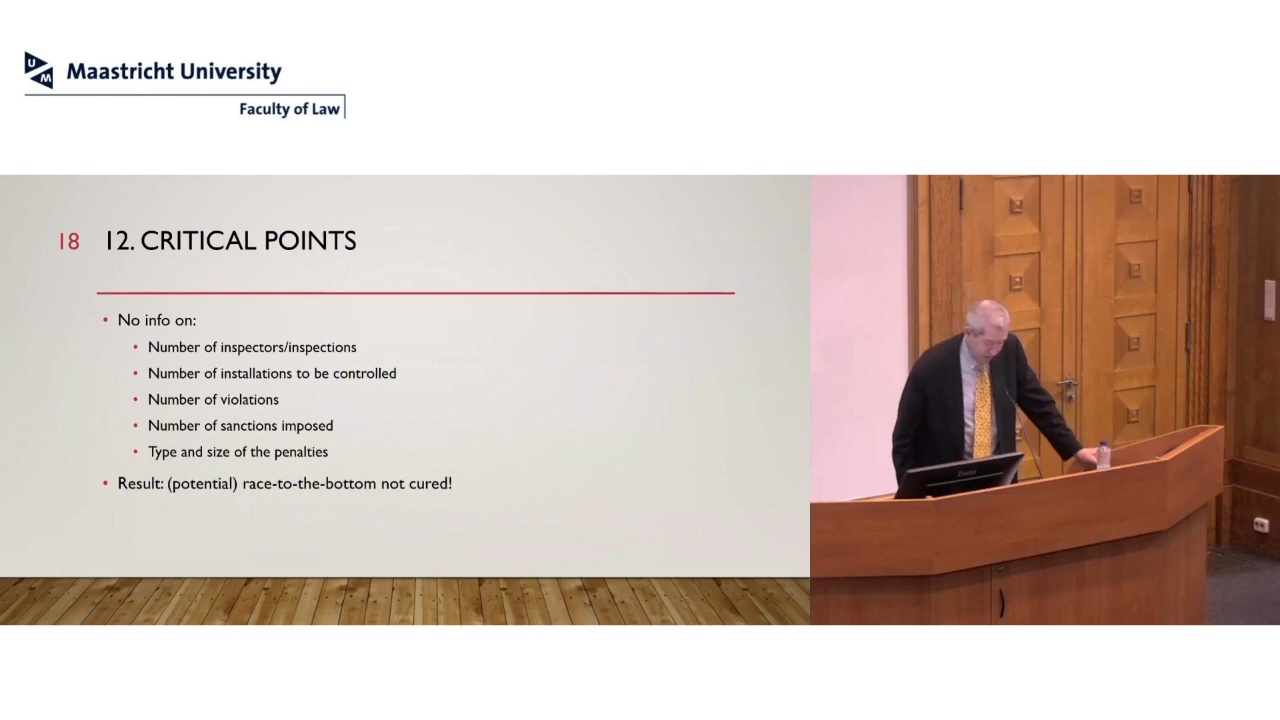 UM
Maastricht University
Faculty of Law
18 12. CRITICAL POINTS
• No info on:
• Number of inspectors/inspections
• Number of installations to be controlled
• Number of violations
• Number of sanctions imposed
• Type and size of the penalties
• Result: (potential) race-to-the-bottom not cured!